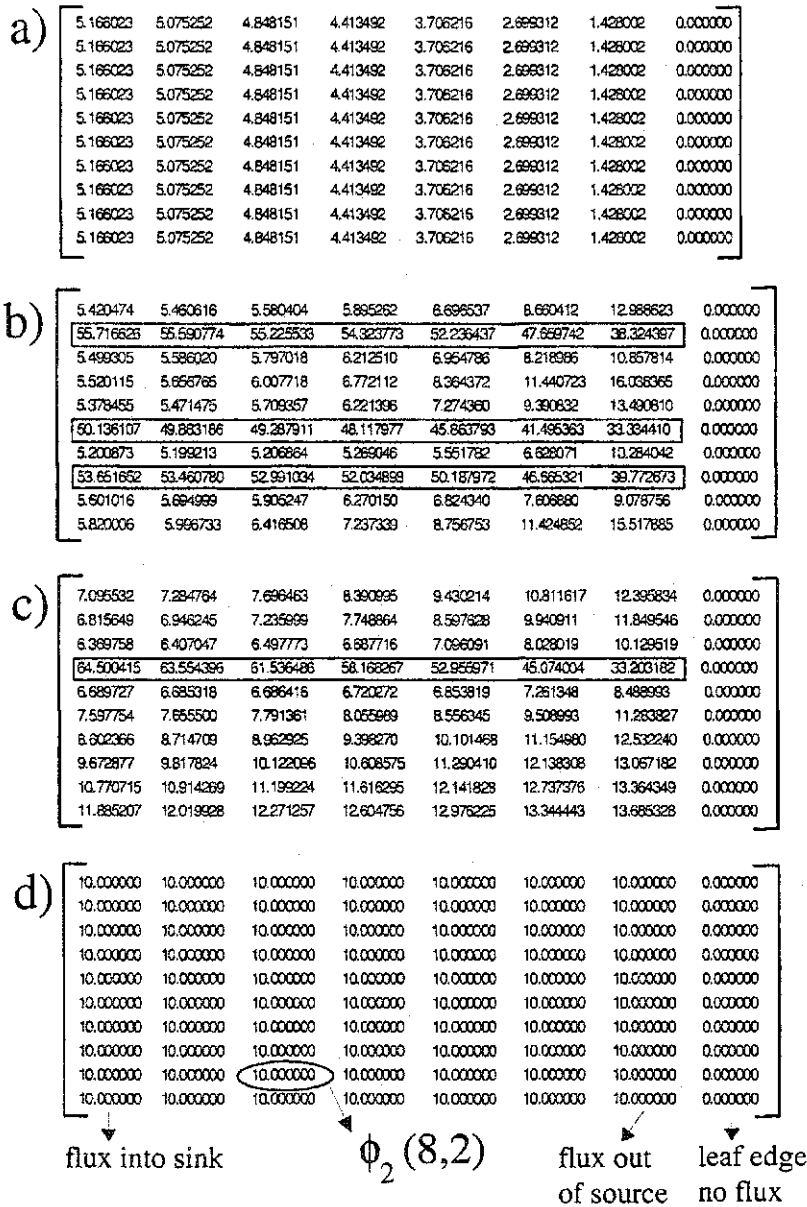 a)
5.166023 5.075252 4.848151 4.413492 3.706216 2.699312 1.428002 0.000000
5.166023 5.075252 4.848151 4.413492 3.706216 2.699312 1.428002 0.000000
5.166023 5.075252 4.848151 4.413492 3.706216 2.699312 1.428002 0.000000
5.166023 5.075252 4.848151 4.413492 3.706216 2.699312 1.428002 0.000000
5.166023 5.075252 4.848151 4.413492 3.706216 2.699312 1.428002 0.000000
5.166023 5.075252 4.848151 4.413492 3.706216 2.699312 1.428002 0.000000
5.166023 5.075252 4.848151 4.413492 3.706216 2.699312 1.428002 0.000000
5.166023 5.075252 4.848151 4.413492 3.706216 2.699312 1.428002 0.000000
5.166023 5.075252 4.848151 4.413492 3.706216 2.699312 1.428002 0.000000
5.166023 5.075252 4.848151 4.413492 3.706216 2.699312 1.428002 0.000000
b)
5.420474 5.460616 5.580404 5.895262 6.696537 8.660412 12.988623 0.000000
55.716626 55.590774 55.225533 54.323773 52.236437 47.659742 38.324397 0.000000
5.499305 5.586020 5.797018 6.212510 6.954786 8.218986 10.857814 0.000000
5.520115 5.656765 6.007718 6.772112 8.364372 11.440723 16.038365 0.000000
5.378455 5.471475 5.709357 6.221396 7.274360 9.390632 13.490810 0.000000
50.136107 49.883186 49.287911 48.117977 45.863793 41.495363 33.334410 0.000000
5.200873 5.199213 5.206864 5.269046 5.551782 6.628071 10.284042 0.000000
53.651652 53.460780 52.991034 52.034898 50.187972 46.665321 39.772673 0.000000
5.601016 5.694999 5.905247 6.270150 6.824340 7.606880 9.078756 0.000000
5.820006 5.996733 6.416508 7.237339 8.756753 11.424852 15.517885 0.000000
c)
7.095532 7.284764 7.696463 8.390995 9.430214 10.811617 12.395834 0.000000
6.815649 6.946245 7.235999 7.748864 8.597628 9.940911 11.849546 0.000000
6.369758 6.407047 6.497773 6.687716 7.096091 8.028019 10.129519 0.000000
64.500415 63.554396 61.536486 58.166267 52.955971 45.074004 33.203182 0.000000
6.689727 6.685318 6.686416 6.720272 6.853819 7.261348 8.488993 0.000000
7.597754 7.655500 7.791361 8.055989 8.556345 9.508993 11.283827 0.000000
8.602366 8.714709 8.962925 9.398270 10.101468 11.154980 12.532240 0.000000
9.672877 9.817824 10.122096 10.608575 11.290410 12.138308 13.067182 0.000000
10.770715 10.914269 11.199224 11.616295 12.141828 12.737376 13.364349 0.000000
11.885207 12.019928 12.271257 12.604756 12.976225 13.344443 13.685328 0.000000
d)
10.000000 10.000000 10.000000 10.000000 10.000000 10.000000 10.000000 0.000000
10.000000 10.000000 10.000000 10.000000 10.000000 10.000000 10.000000 0.000000
10.000000 10.000000 10.000000 10.000000 10.000000 10.000000 10.000000 0.000000
10.000000 10.000000 10.000000 10.000000 10.000000 10.000000 10.000000 0.000000
10.000000 10.000000 10.000000 10.000000 10.000000 10.000000 10.000000 0.000000
10.000000 10.000000 10.000000 10.000000 10.000000 10.000000 10.000000 0.000000
10.000000 10.000000 10.000000 10.000000 10.000000 10.000000 10.000000 0.000000
10.000000 10.000000 10.000000 10.000000 10.000000 10.000000 10.000000 0.000000
10.000000 10.000000 10.000000 10.000000 10.000000 10.000000 10.000000 0.000000
10.000000 10.000000 10.000000 10.000000 10.000000 10.000000 10.000000 0.000000
flux into sink ϕ₂ (8,2) flux out leaf edge
of source no flux